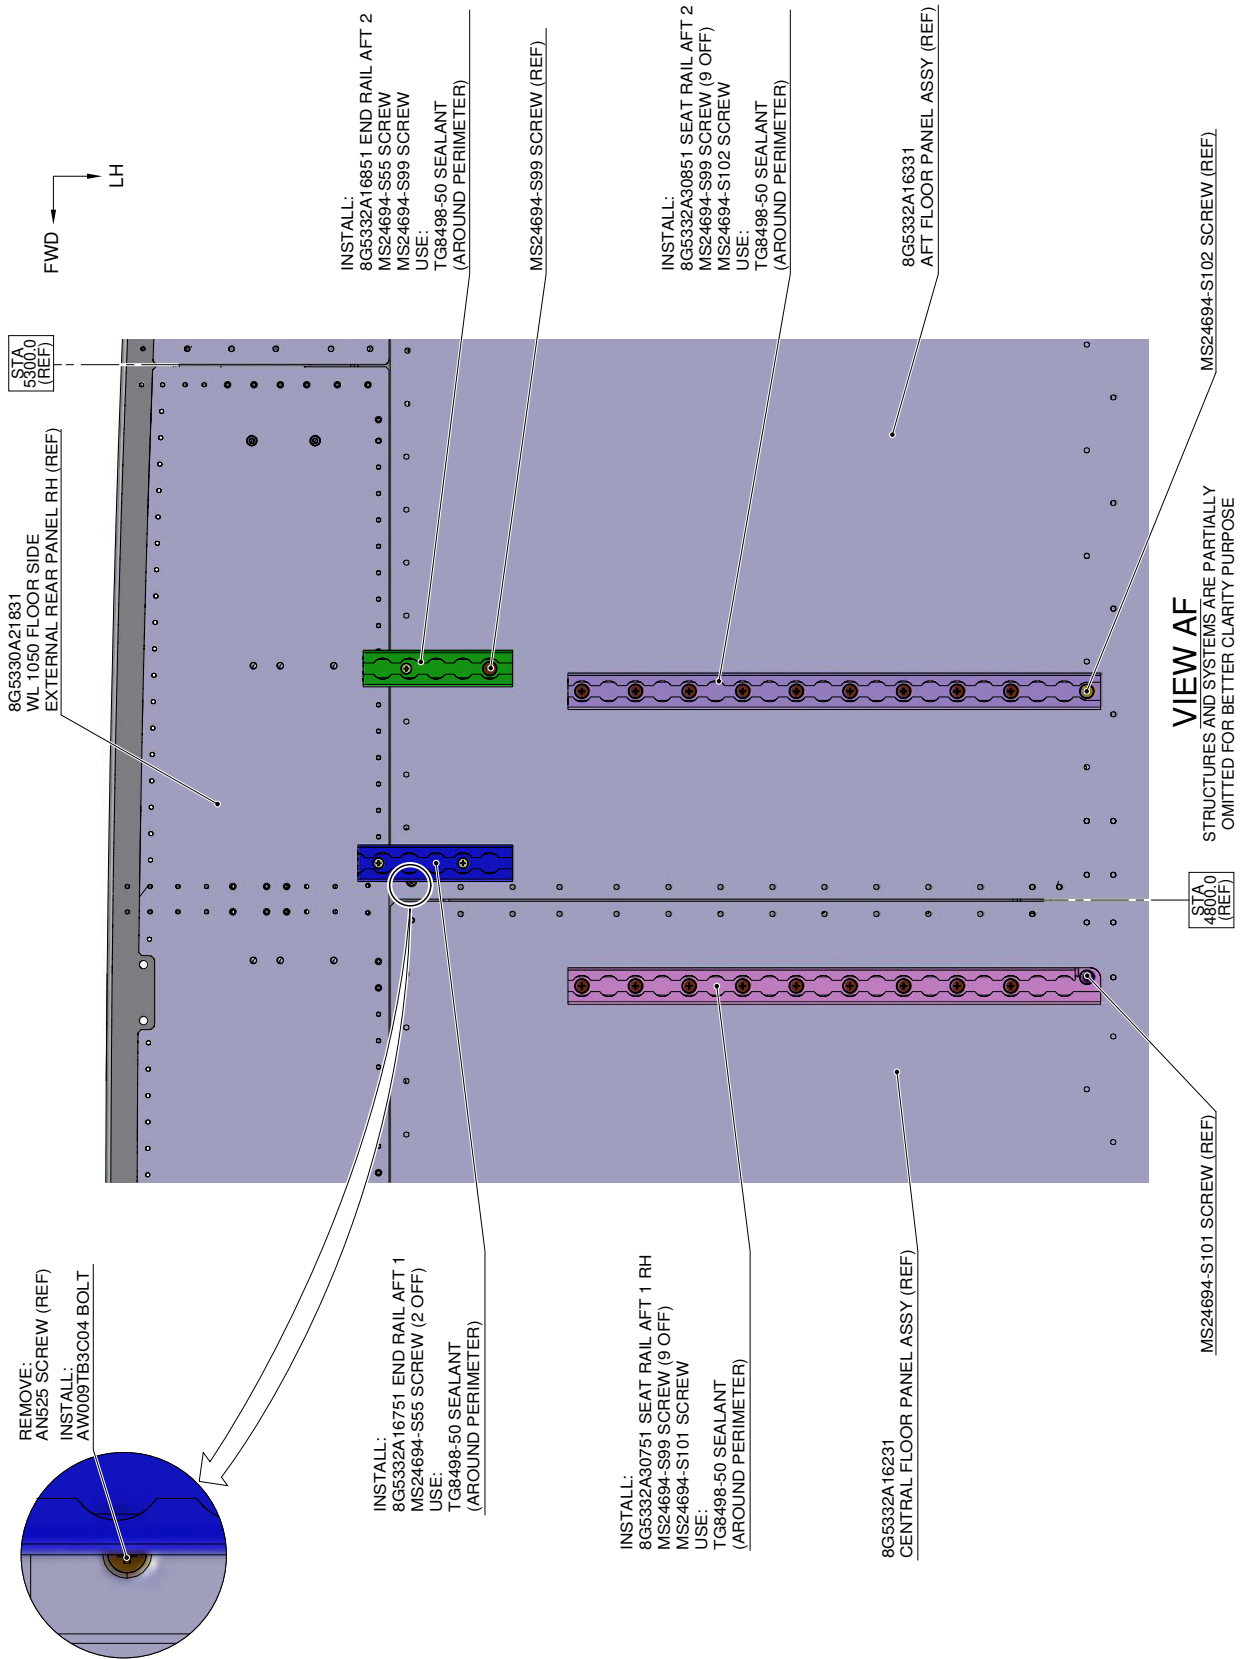 REMOVE:
AN525 SCREW (REF)
INSTALL:
AW009TB3C04 BOLT
8G5330A21831
WL 1050 FLOOR SIDE
EXTERNAL REAR PANEL RH (REF)
STA
5300.0
(REF)
FWD
LH
INSTALL:
8G5332A16751 END RAIL AFT 1
MS24694-S55 SCREW (2 OFF)
USE:
TG8498-50 SEALANT
(AROUND PERIMETER)
INSTALL:
8G5332A16851 END RAIL AFT 2
MS24694-S55 SCREW
MS24694-S99 SCREW
USE:
TG8498-50 SEALANT
(AROUND PERIMETER)
MS24694-S99 SCREW (REF)
INSTALL:
8G5332A30751 SEAT RAIL AFT 1 RH
MS24694-S99 SCREW (9 OFF)
MS24694-S101 SCREW
USE:
TG8498-50 SEALANT
(AROUND PERIMETER)
INSTALL:
8G5332A30851 SEAT RAIL AFT 2
MS24694-S99 SCREW (9 OFF)
MS24694-S102 SCREW
USE:
TG8498-50 SEALANT
(AROUND PERIMETER)
8G5332A16231
CENTRAL FLOOR PANEL ASSY (REF)
8G5332A16331
AFT FLOOR PANEL ASSY (REF)
MS24694-S101 SCREW (REF)
STA
4800.0
(REF)
MS24694-S102 SCREW (REF)
VIEW AF
STRUCTURES AND SYSTEMS ARE PARTIALLY
OMITTED FOR BETTER CLARITY PURPOSE